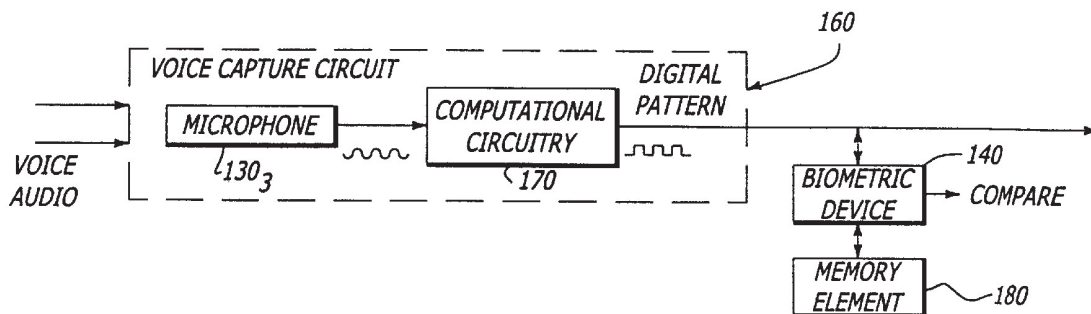 160
VOICE CAPTURE CIRCUIT
DIGITAL
PATTERN
MICROPHONE
COMPUTATIONAL
CIRCUITRY
VOICE
AUDIO
130 3
170
140
BIOMETRIC
DEVICE
COMPARE
MEMORY
ELEMENT
180